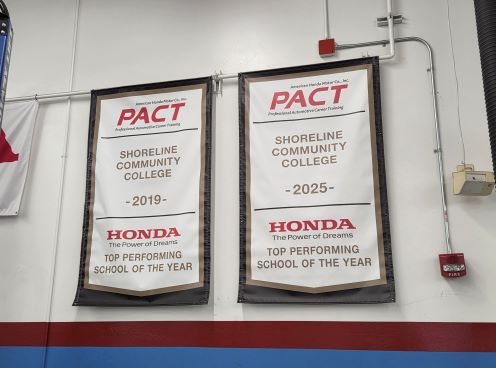 American Honda Motor Co., Inc.
PACT
Professional Automotive Career Training
SHORELINE
COMMUNITY
COLLEGE
-2019-
HONDA
The Power of Dreams
TOP PERFORMING
SCHOOL OF THE YEAR
American Honda Motor Co., Inc.
PACT
Professional Automotive Career Training
SHORELINE
COMMUNITY
COLLEGE
-2025-
HONDA
The Power of Dreams
TOP PERFORMING
SCHOOL OF THE YEAR
FIRE